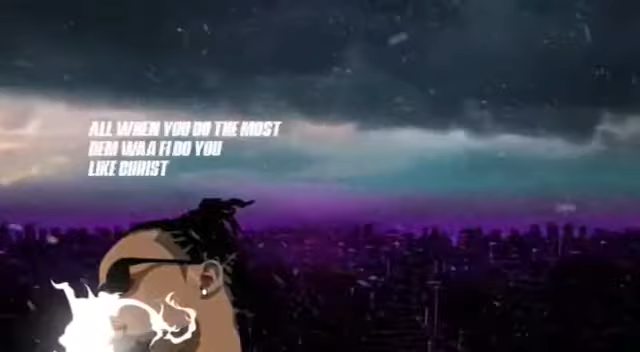 ALL WHEN YOU DO THE MOST
DEM WAA FI DO YOU
LIKE CHRIST